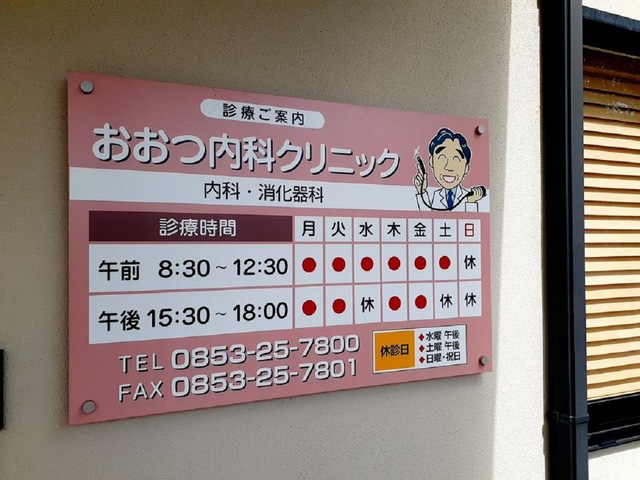 診療ご案内
おおつ内科クリニック
内科・消化器科
診療時間 月 火 水 木 金 土 日
午前 8:30~12:30 ● ● ● ● ● ● 休
午後 15:30~18:00 ● ● 休 ● ● 休 休
TEL 0853-25-7800
FAX 0853-25-7801
休診日
◆水曜 午後
◆土曜 午後
◆日曜・祝日